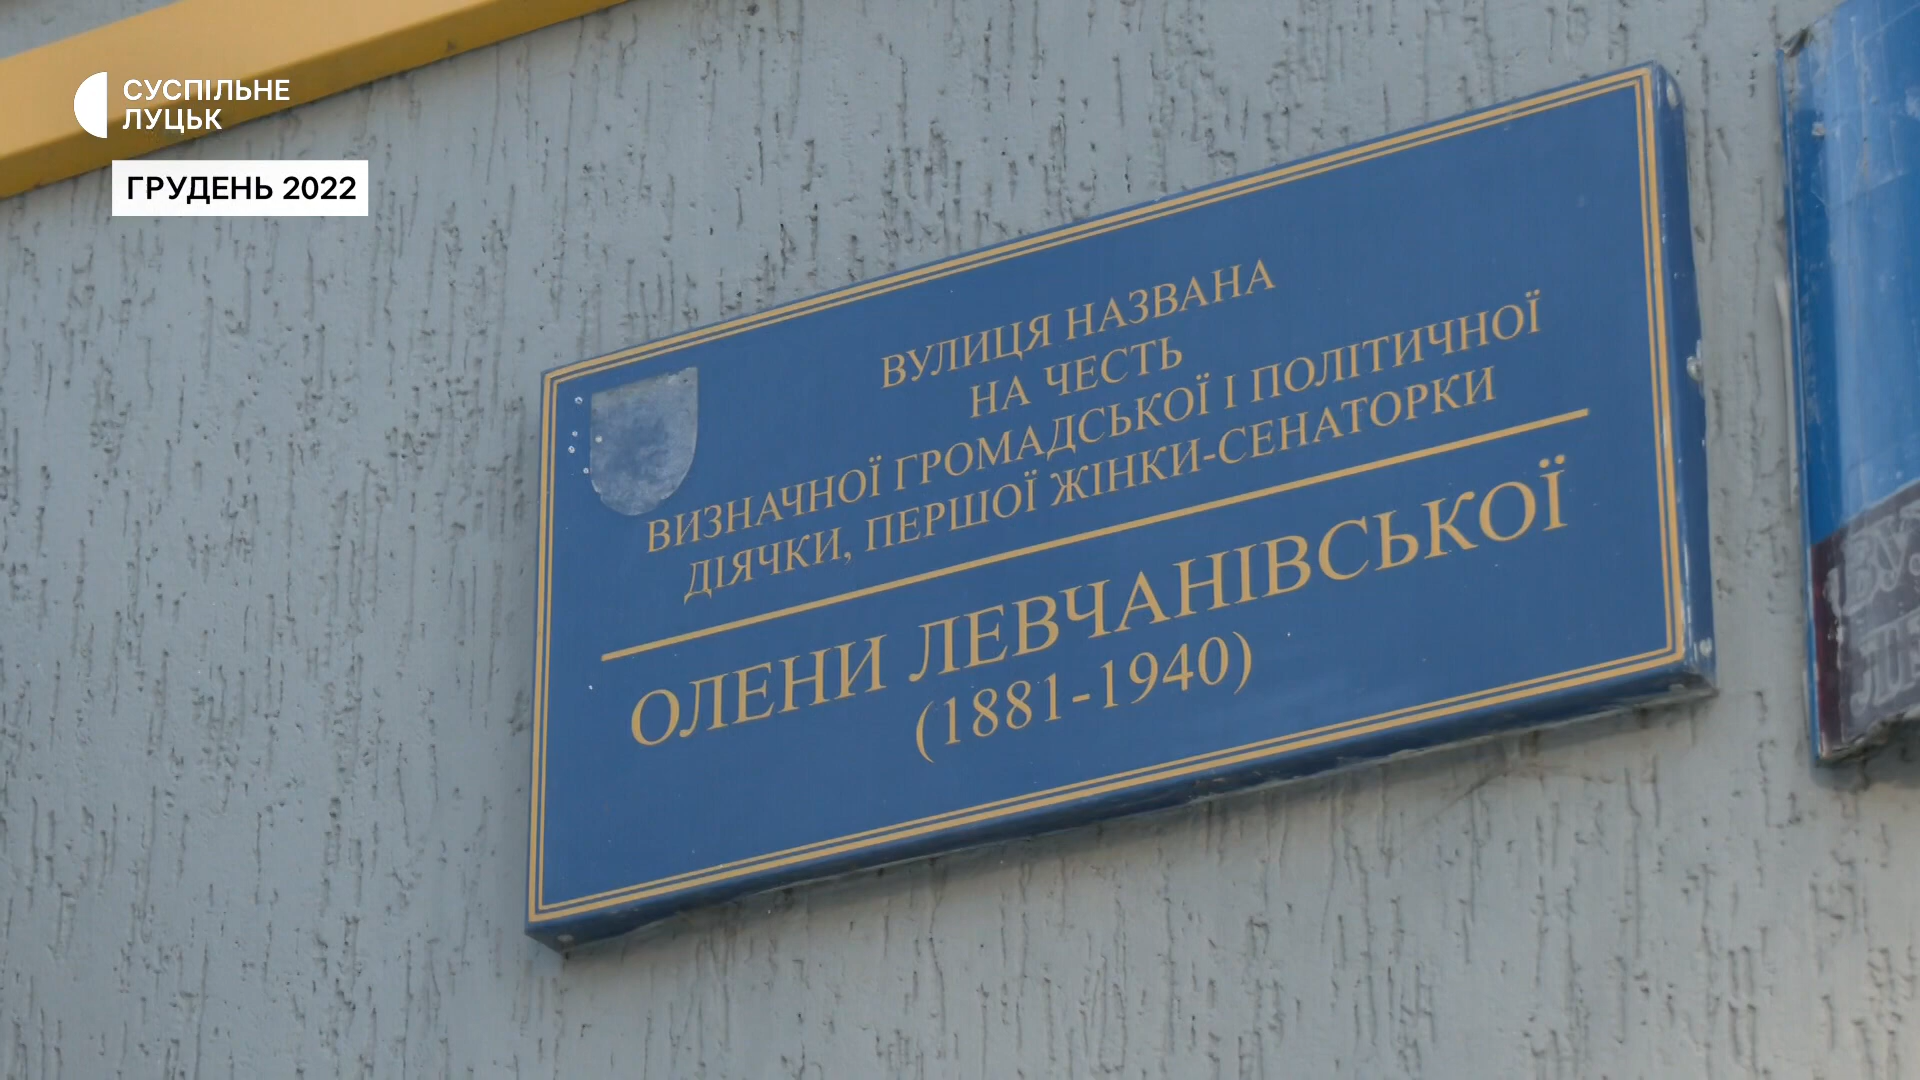 СУСПІЛЬНЕ
ЛУЦЬК
ГРУДЕНЬ 2022
ВУЛИЦЯ НАЗВАНА
НА ЧЕСТЬ
ВИЗНАЧНОЇ ГРОМАДСЬКОЇ І ПОЛІТИЧНОЇ
ДІЯЧКИ, ПЕРШОЇ ЖІНКИ-СЕНАТОРКИ
ОЛЕНИ ЛЕВЧАНІВСЬКОЇ
(1881-1940)